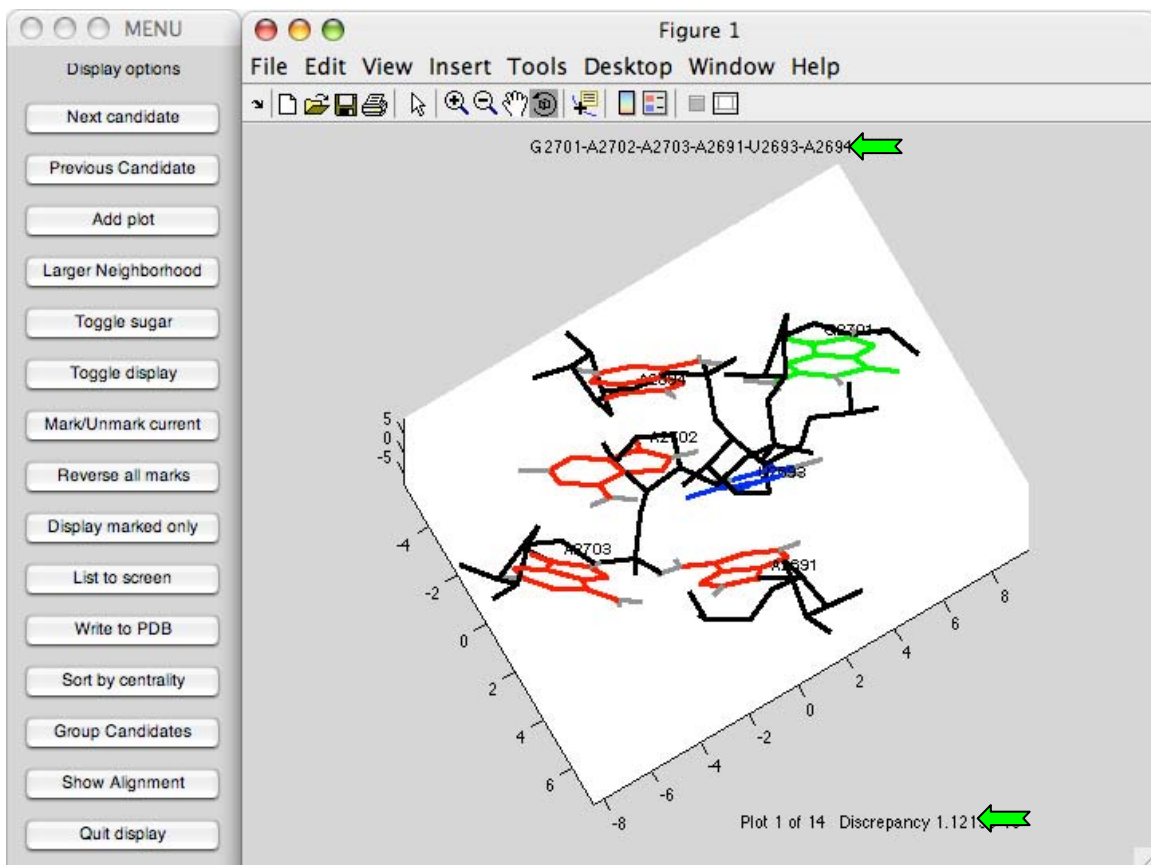 MENU
Display options
Next candidate
Previous Candidate
Add plot
Larger Neighborhood
Toggle sugar
Toggle display
Mark/Unmark current
Reverse all marks
Display marked only
List to screen
Write to PDB
Sort by centrality
Group Candidates
Show Alignment
Quit display
Figure 1
File Edit View Insert Tools Desktop Window Help
G2701-A2702-A2703-A2691-U2693-A2694
G2701
A2694
A2702
U2693
A2703
A2691
5
0
-5
-4
-2
0
2
4
6
-8
-6
-4
-2
0
2
4
6
8
Plot 1 of 14 Discrepancy